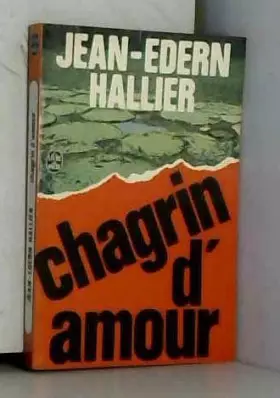 JEAN-EDERN
HALLIER
chagrin
d'
amour